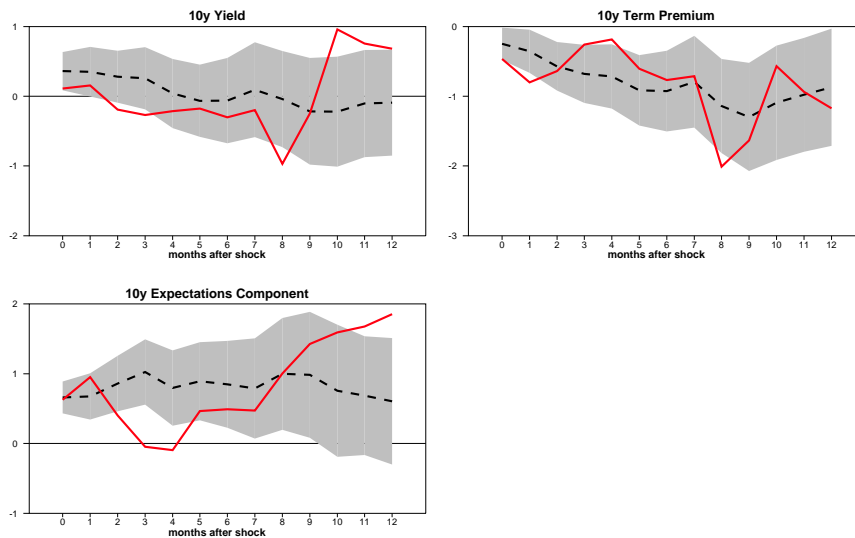 10y Yield
1
0
-1
-2
0 1 2 3 4 5 6 7 8 9 10 11 12
months after shock
10y Term Premium
0
-1
-2
-3
0 1 2 3 4 5 6 7 8 9 10 11 12
months after shock
10y Expectations Component
2
1
0
-1
0 1 2 3 4 5 6 7 8 9 10 11 12
months after shock